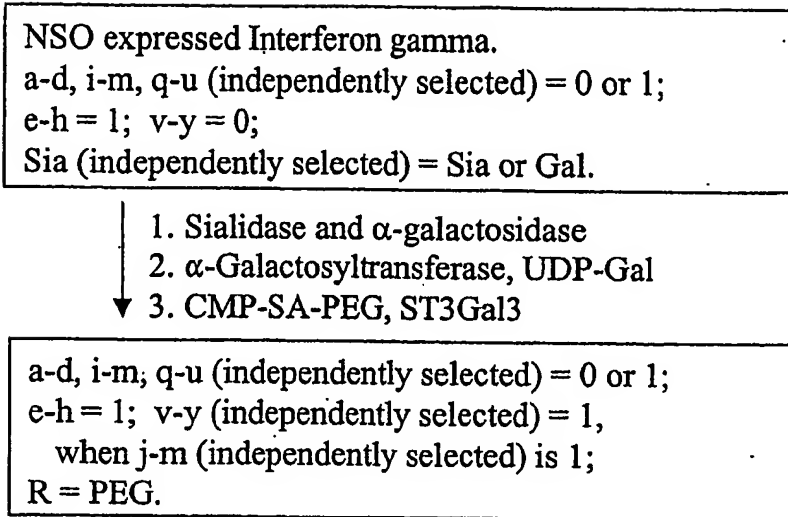 NSO expressed Interferon gamma.
a-d, i-m, q-u (independently selected) = 0 or 1;
e-h = 1; v-y = 0;
Sia (independently selected) = Sia or Gal.
1. Sialidase and α-galactosidase
2. α-Galactosyltransferase, UDP-Gal
3. CMP-SA-PEG, ST3Gal3
a-d, i-m, q-u (independently selected) = 0 or 1;
e-h = 1; v-y (independently selected) = 1,
when j-m (independently selected) is 1;
R = PEG.